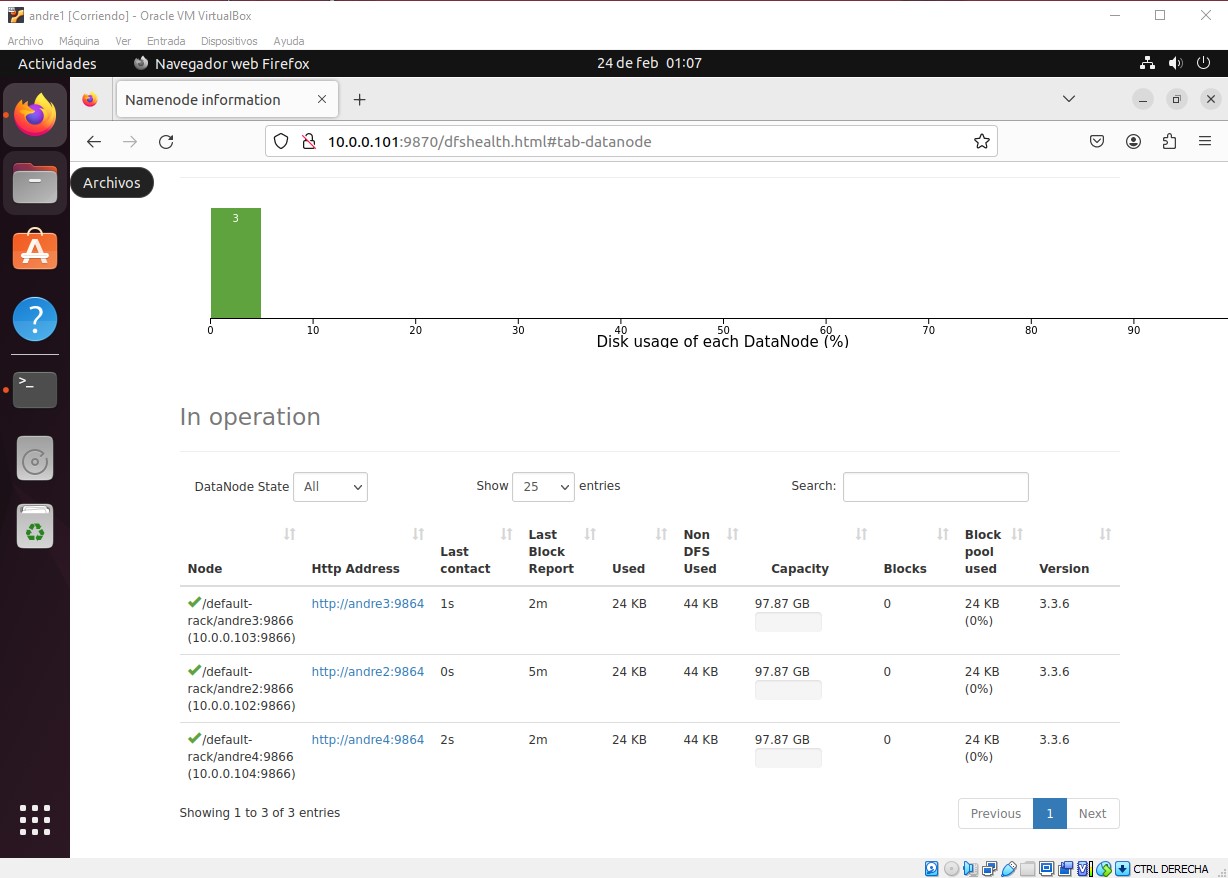 andre1 [Corriendo] - Oracle VM VirtualBox
Archivo Máquina Ver Entrada Dispositivos Ayuda
Actividades Navegador web Firefox 24 de feb 01:07
Namenode information
10.0.0.101:9870/dfshealth.html#tab-datanode
Archivos
3
0 10 20 30 40 50 60 70 80 90
Disk usage of each DataNode (%)
In operation
DataNode State All Show 25 entries Search:
Node Http Address Last contact Last Block Report Used Non DFS Used Capacity Blocks Block pool used Version
/default-rack/andre3:9866 (10.0.0.103:9866) http://andre3:9864 1s 2m 24 KB 44 KB 97.87 GB 0 24 KB (0%) 3.3.6
/default-rack/andre2:9866 (10.0.0.102:9866) http://andre2:9864 0s 5m 24 KB 44 KB 97.87 GB 0 24 KB (0%) 3.3.6
/default-rack/andre4:9866 (10.0.0.104:9866) http://andre4:9864 2s 2m 24 KB 44 KB 97.87 GB 0 24 KB (0%) 3.3.6
Showing 1 to 3 of 3 entries Previous 1 Next
CTRL DERECHA